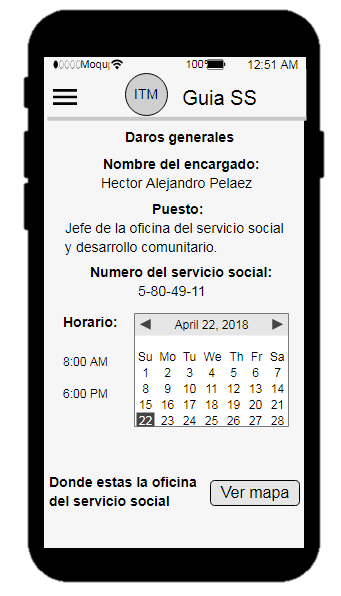 Moqup 100% 12:51 AM
ITM Guia SS
Daros generales
Nombre del encargado:
Hector Alejandro Pelaez
Puesto:
Jefe de la oficina del servicio social
y desarrollo comunitario.
Numero del servicio social:
5-80-49-11
Horario:
8:00 AM
6:00 PM
April 22, 2018
Su Mo Tu We Th Fr Sa
1 2 3 4 5 6 7
8 9 10 11 12 13 14
15 16 17 18 19 20 21
22 23 24 25 26 27 28
Donde estas la oficina
del servicio social
Ver mapa